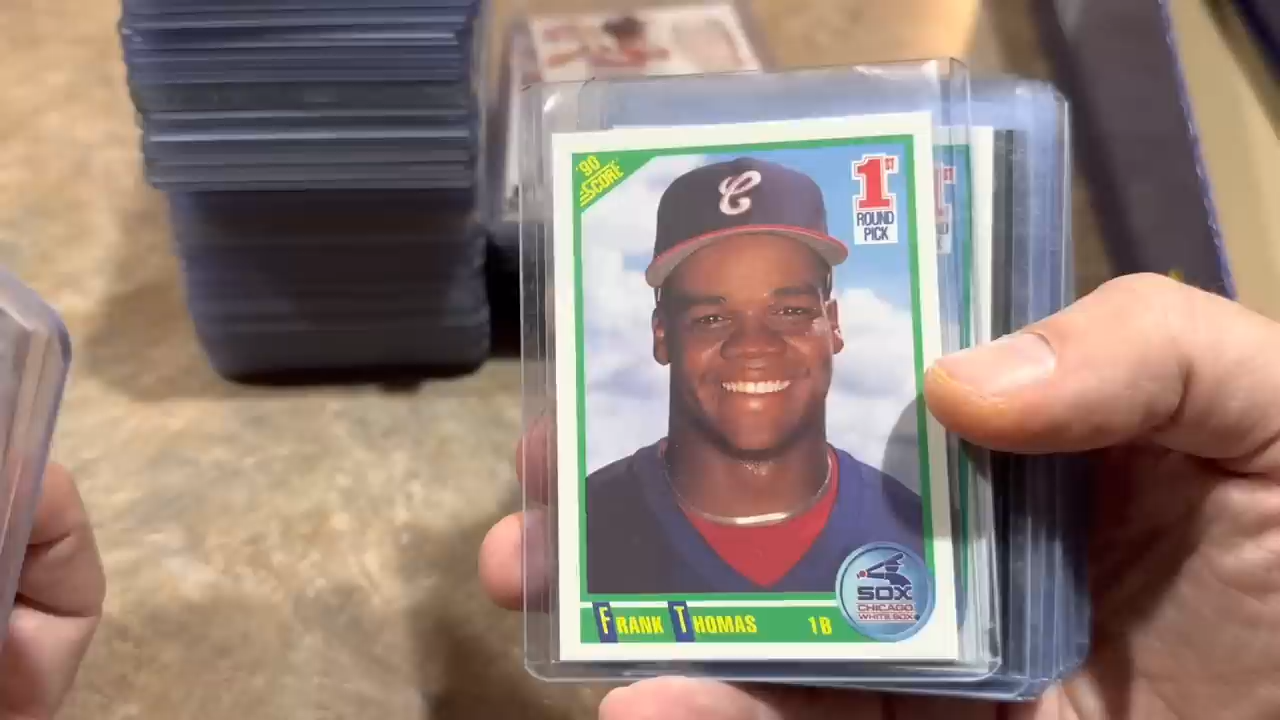 '90
SCORE
C
1ST
ROUND
PICK
SOX
CHICAGO
WHITE SOX
FRANK THOMAS 1B